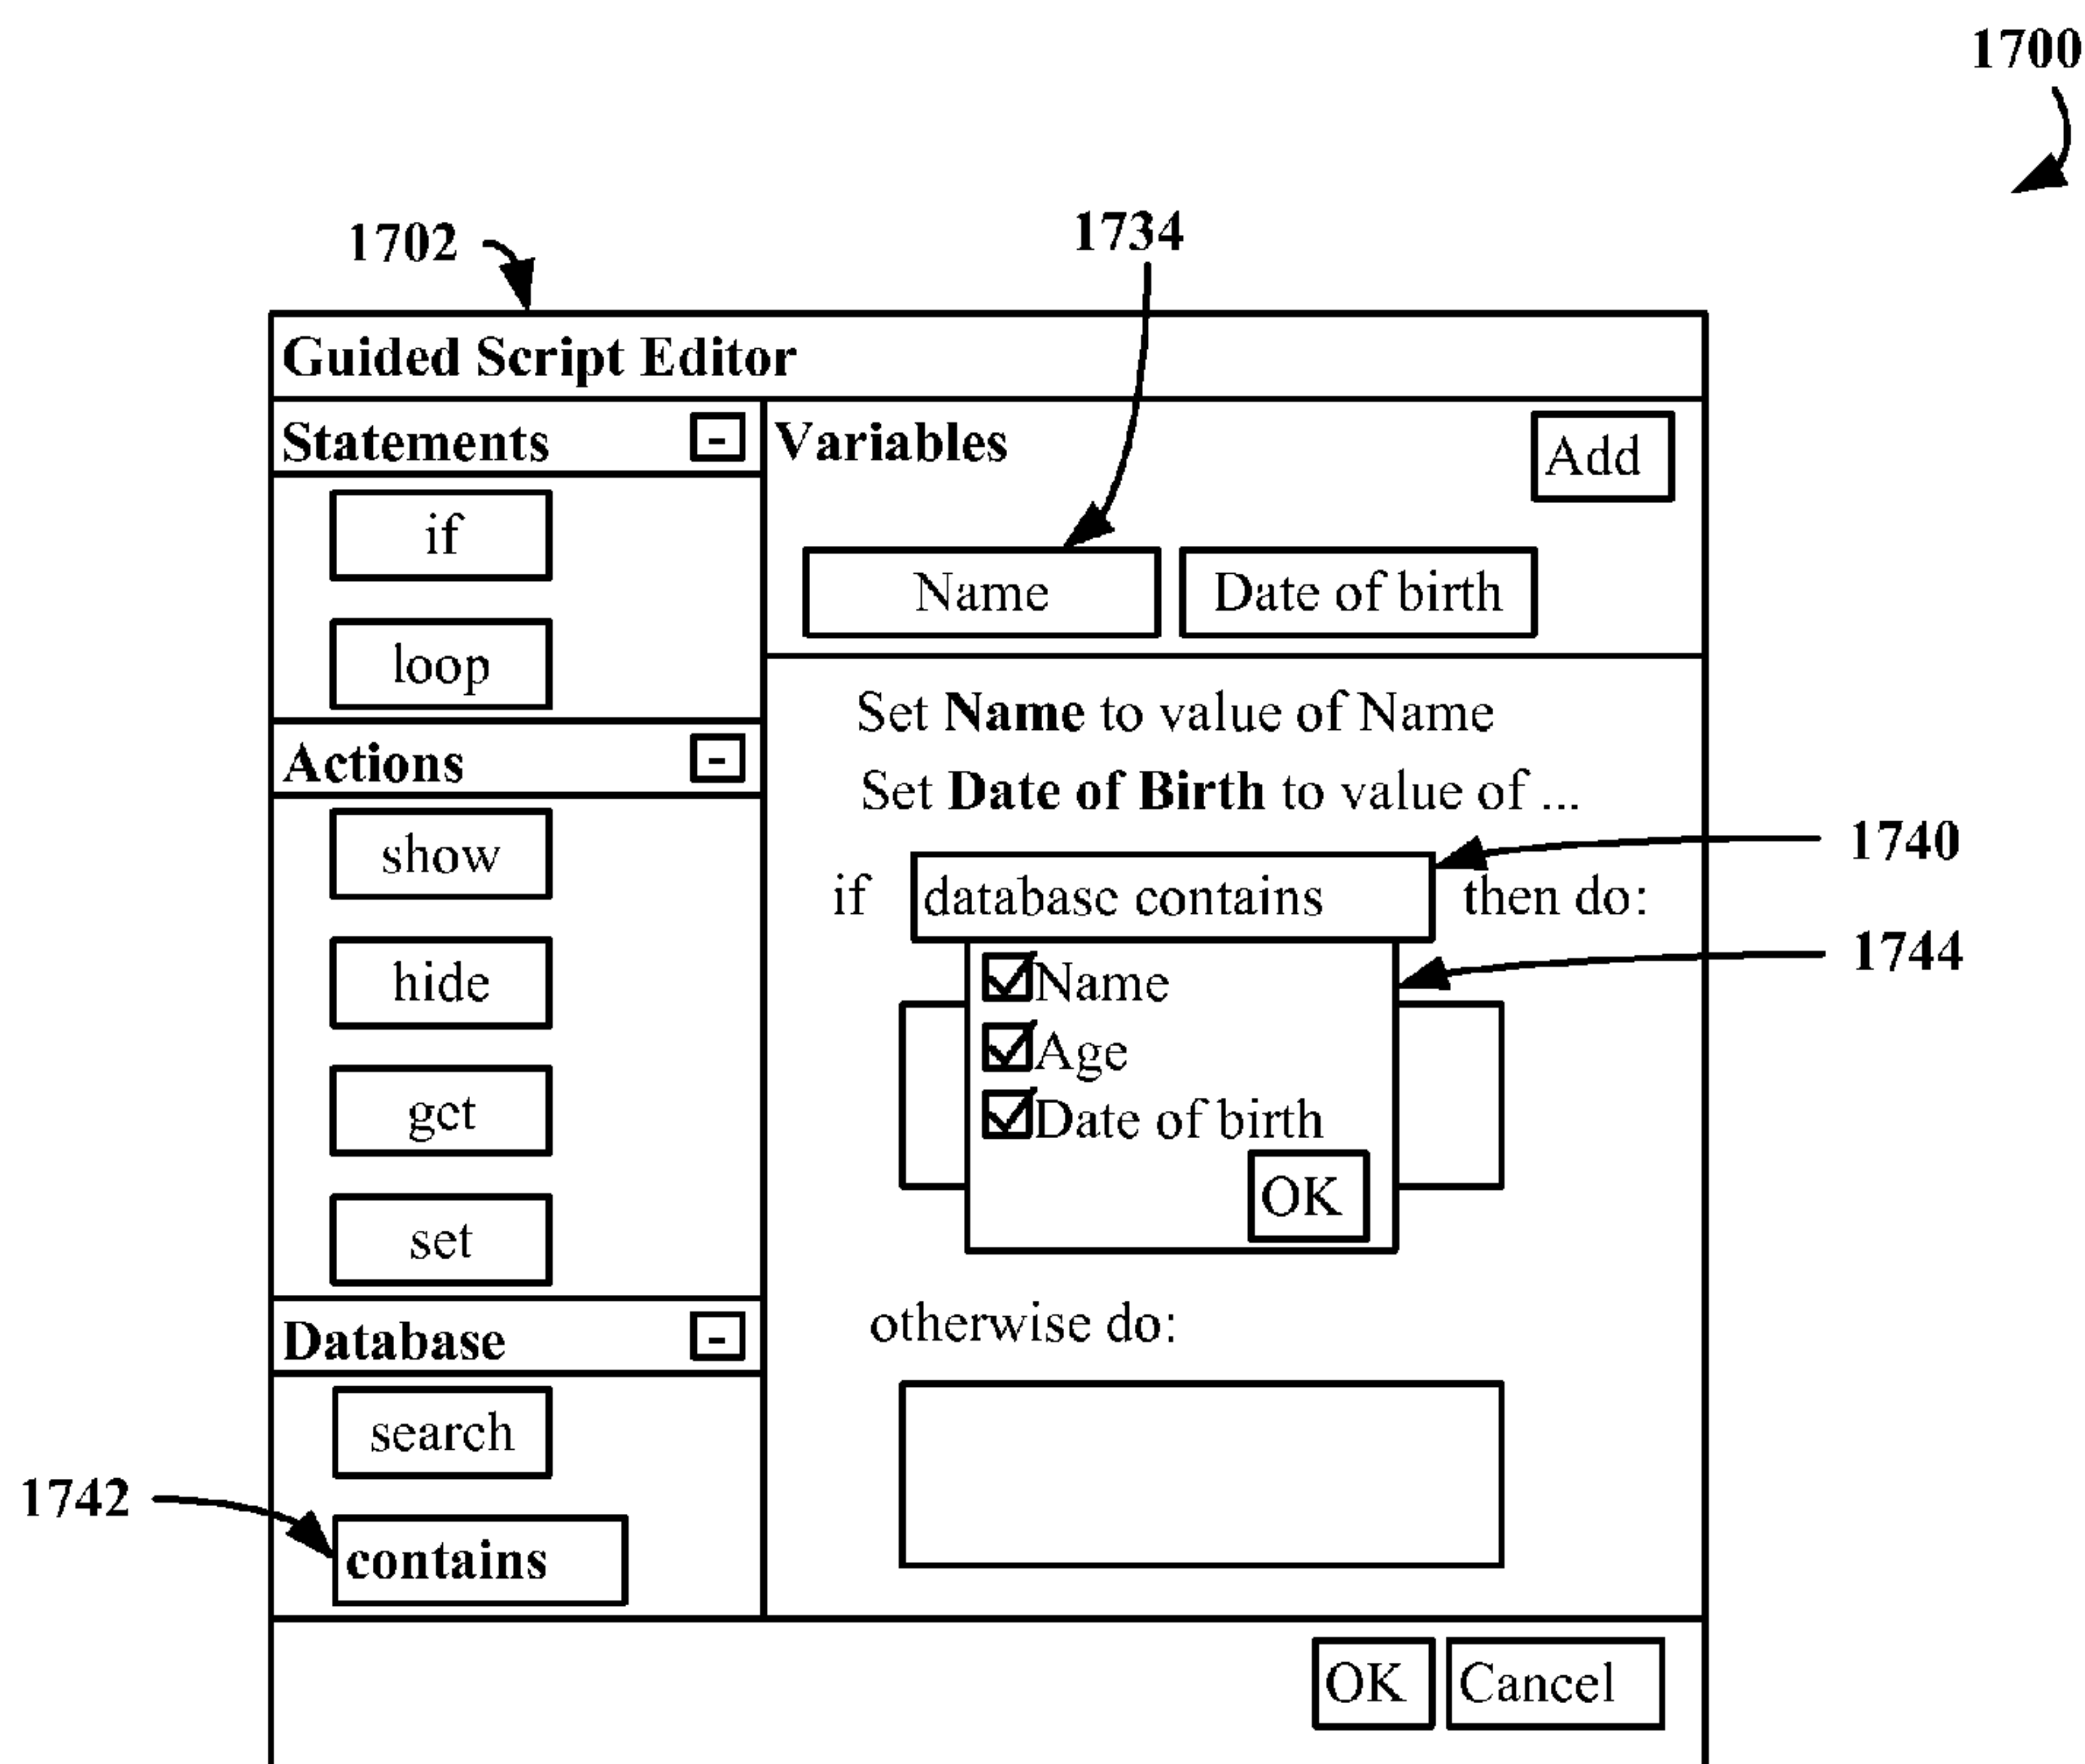 1700
1702
1734
Guided Script Editor
Statements -
Variables
Add
if
loop
Name
Date of birth
Set Name to value of Name
Set Date of Birth to value of ...
Actions -
show
hide
get
set
if database contains then do:
1740
1744
Name
Age
Date of birth
OK
otherwise do:
Database -
search
1742
contains
OK
Cancel